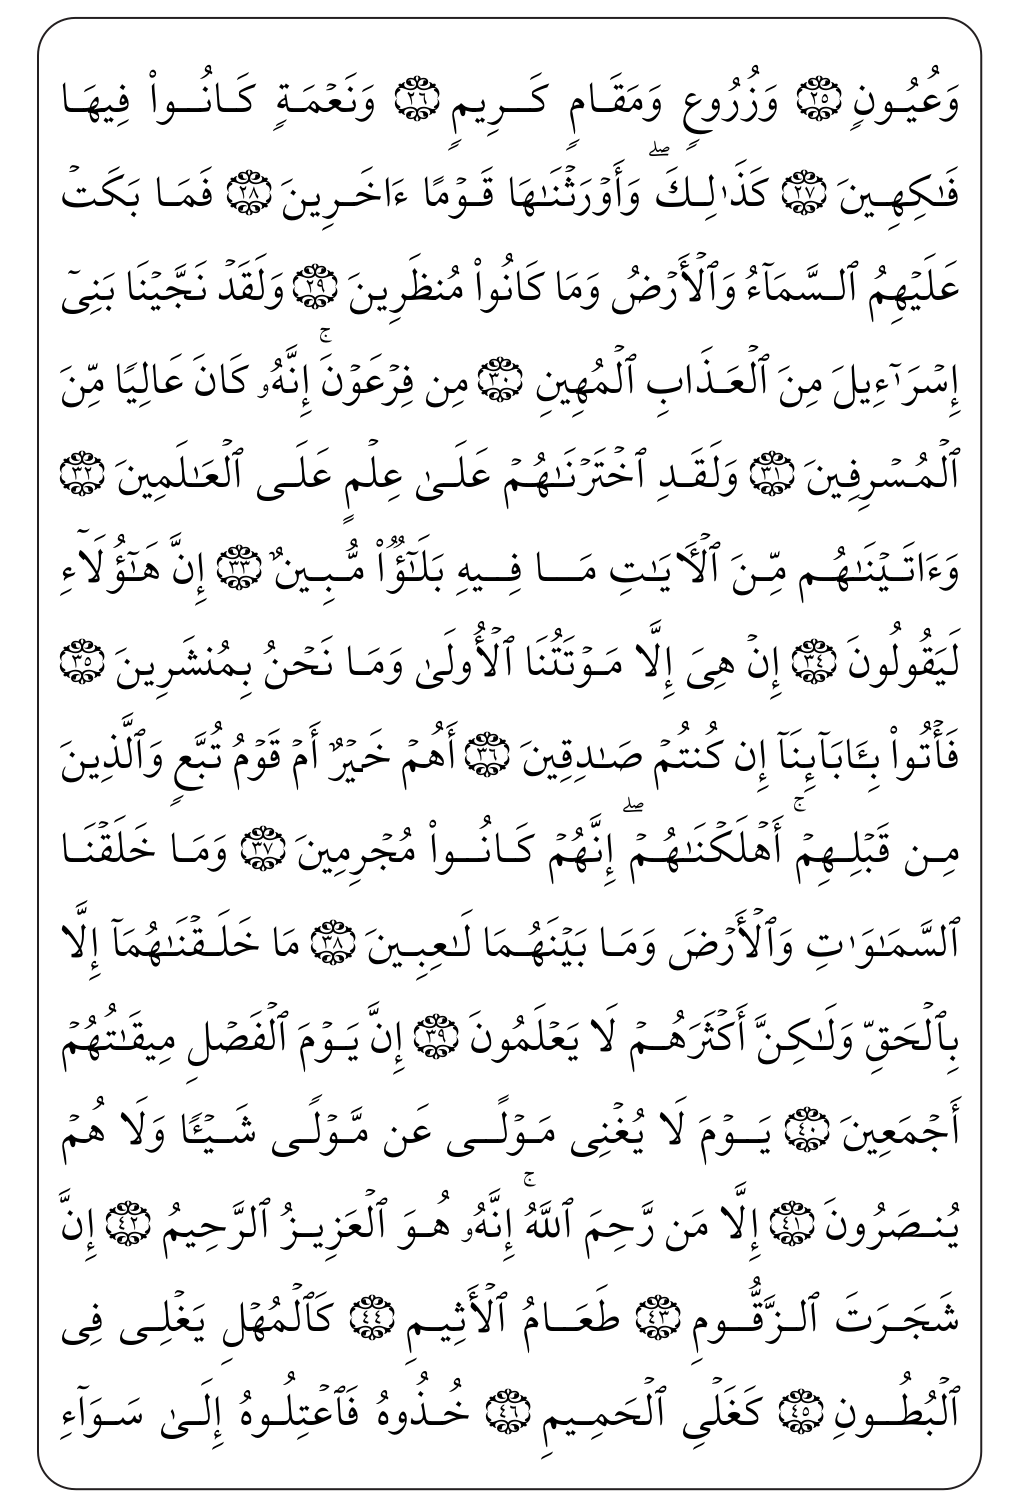 وَعُيُونٍ ٢٥ وَزُرُوعٍ وَمَقَامٍ كَرِيمٍ ٢٦ وَنَعۡمَةٍ كَانُواْ فِيهَا
فَٰكِهِينَ ٢٧ كَذَٰلِكَۖ وَأَوۡرَثۡنَٰهَا قَوۡمًا ءَاخَرِينَ ٢٨ فَمَا بَكَتۡ
عَلَيۡهِمُ ٱلسَّمَآءُ وَٱلۡأَرۡضُ وَمَا كَانُواْ مُنظَرِينَ ٢٩ وَلَقَدۡ نَجَّيۡنَا بَنِيٓ
إِسۡرَٰٓءِيلَ مِنَ ٱلۡعَذَابِ ٱلۡمُهِينِ ٣٠ مِن فِرۡعَوۡنَۚ إِنَّهُۥ كَانَ عَالِيًا مِّنَ
ٱلۡمُسۡرِفِينَ ٣١ وَلَقَدِ ٱخۡتَرۡنَٰهُمۡ عَلَىٰ عِلۡمٍ عَلَى ٱلۡعَٰلَمِينَ ٣٢
وَءَاتَيۡنَٰهُم مِّنَ ٱلۡأٓيَٰتِ مَا فِيهِ بَلَٰٓؤٌاْ مُّبِينٌ ٣٣ إِنَّ هَٰٓؤُلَآءِ
لَيَقُولُونَ ٣٤ إِنۡ هِيَ إِلَّا مَوۡتَتُنَا ٱلۡأُولَىٰ وَمَا نَحۡنُ بِمُنشَرِينَ ٣٥
فَأۡتُواْ بِـَٔابَآئِنَآ إِن كُنتُمۡ صَٰدِقِينَ ٣٦ أَهُمۡ خَيۡرٌ أَمۡ قَوۡمُ تُبَّعٍ وَٱلَّذِينَ
مِن قَبۡلِهِمۡۚ أَهۡلَكۡنَٰهُمۡۖ إِنَّهُمۡ كَانُواْ مُجۡرِمِينَ ٣٧ وَمَا خَلَقۡنَا
ٱلسَّمَٰوَٰتِ وَٱلۡأَرۡضَ وَمَا بَيۡنَهُمَا لَٰعِبِينَ ٣٨ مَا خَلَقۡنَٰهُمَآ إِلَّا
بِٱلۡحَقِّ وَلَٰكِنَّ أَكۡثَرَهُمۡ لَا يَعۡلَمُونَ ٣٩ إِنَّ يَوۡمَ ٱلۡفَصۡلِ مِيقَٰتُهُمۡ
أَجۡمَعِينَ ٤٠ يَوۡمَ لَا يُغۡنِي مَوۡلًى عَن مَّوۡلًى شَيۡـًٔا وَلَا هُمۡ
يُنصَرُونَ ٤١ إِلَّا مَن رَّحِمَ ٱللَّهُۚ إِنَّهُۥ هُوَ ٱلۡعَزِيزُ ٱلرَّحِيمُ ٤٢ إِنَّ
شَجَرَتَ ٱلزَّقُّومِ ٤٣ طَعَامُ ٱلۡأَثِيمِ ٤٤ كَٱلۡمُهۡلِ يَغۡلِي فِي
ٱلۡبُطُونِ ٤٥ كَغَلۡيِ ٱلۡحَمِيمِ ٤٦ خُذُوهُ فَٱعۡتِلُوهُ إِلَىٰ سَوَآءِ